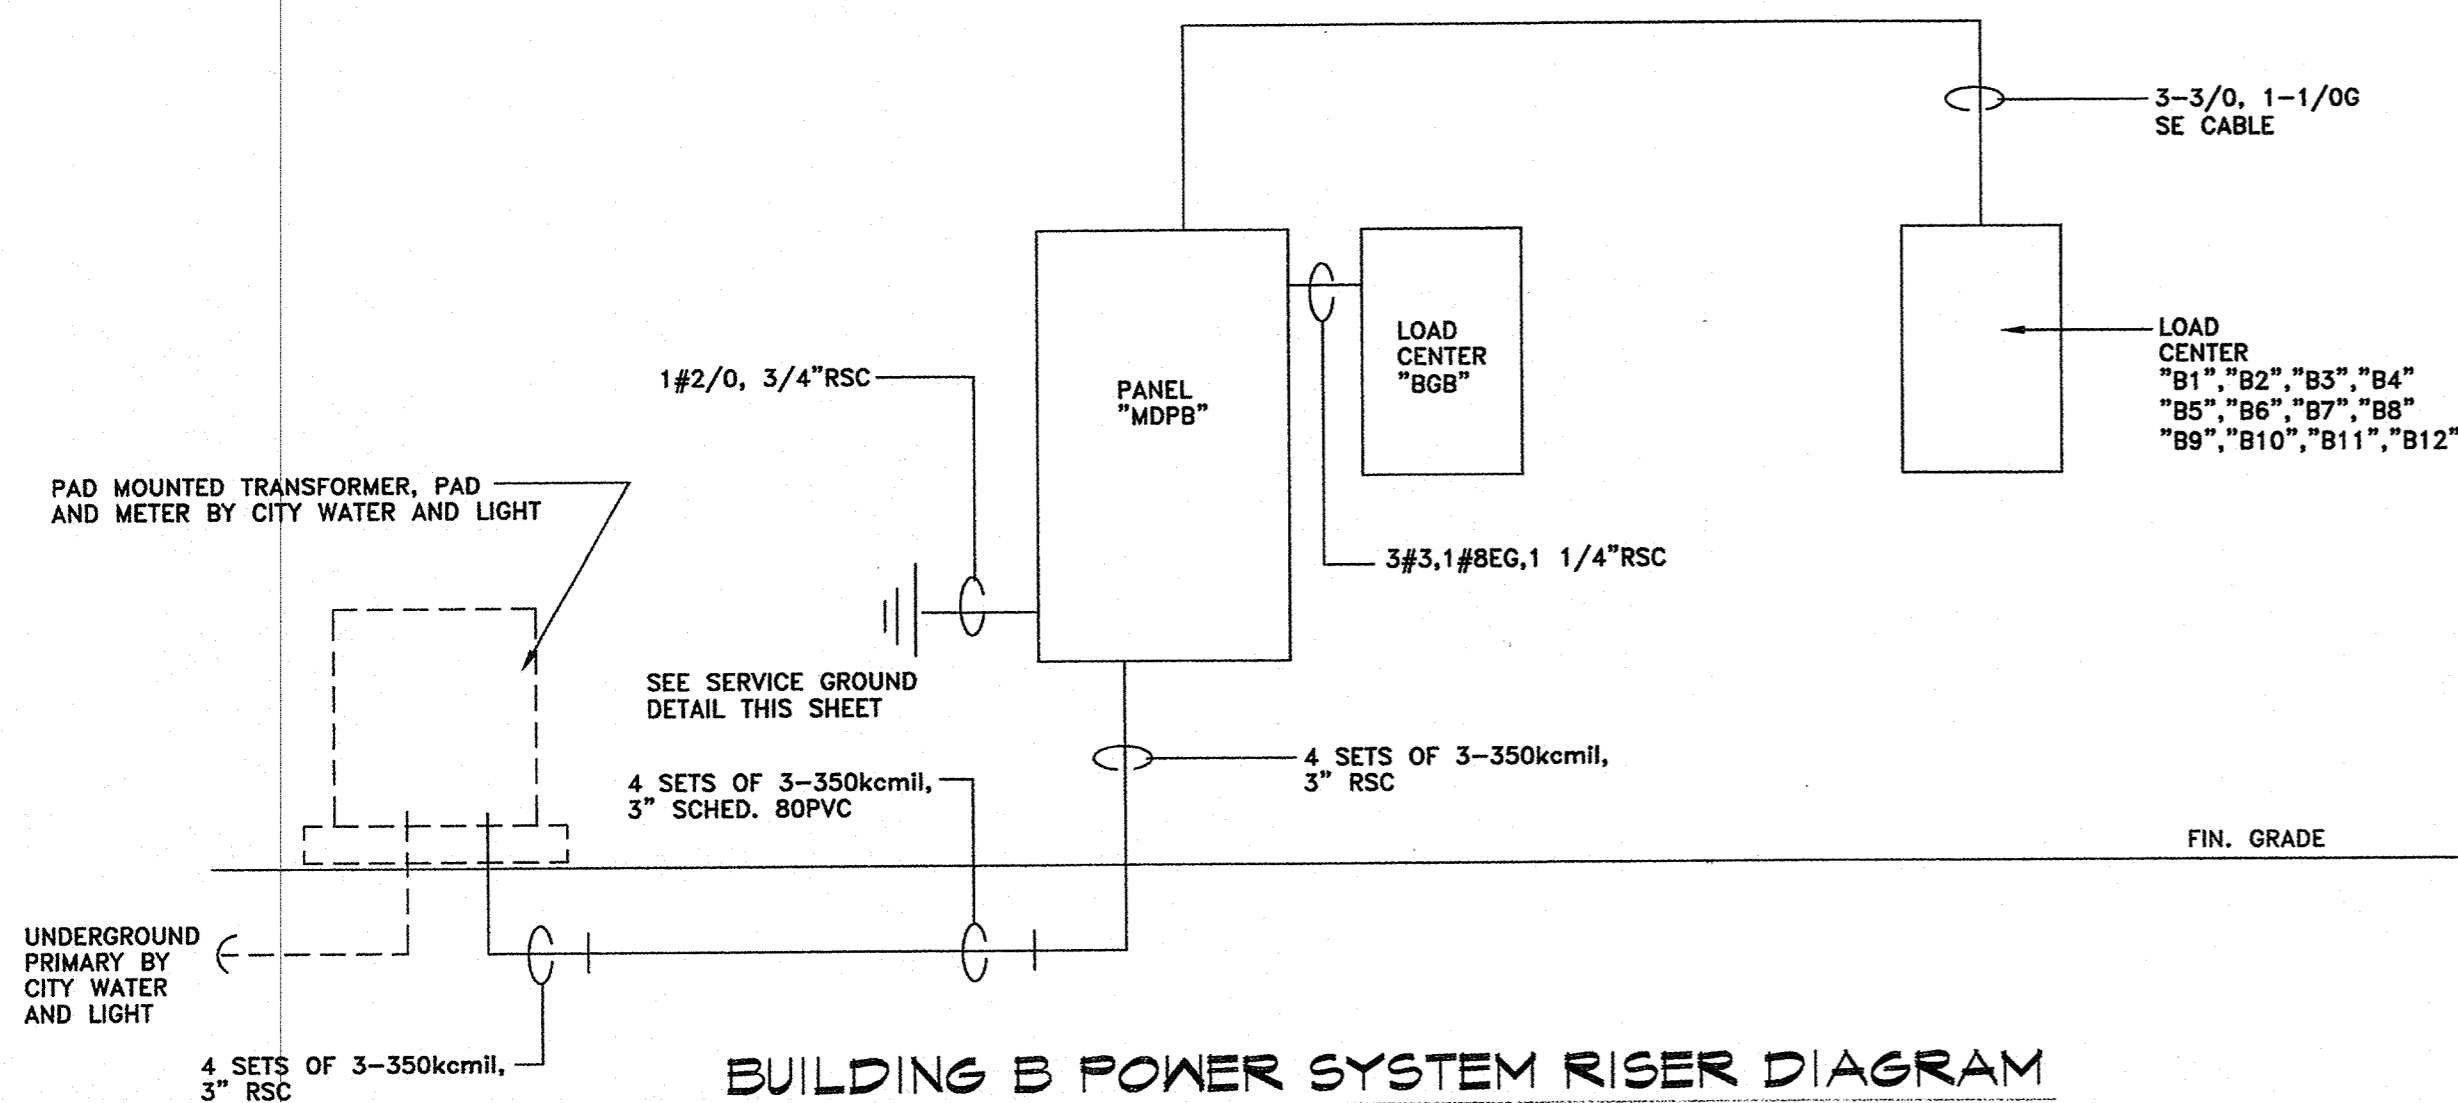 3-3/0, 1-1/0G
SE CABLE
LOAD
CENTER
"BGB"
PANEL
"MDPB"
LOAD
CENTER
"B1","B2","B3","B4"
"B5","B6","B7","B8"
"B9","B10","B11","B12"
1#2/0, 3/4"RSC
PAD MOUNTED TRANSFORMER, PAD
AND METER BY CITY WATER AND LIGHT
3#3,1#8EG,1 1/4"RSC
SEE SERVICE GROUND
DETAIL THIS SHEET
4 SETS OF 3-350kcmil,
3" SCHED. 80PVC
4 SETS OF 3-350kcmil,
3" RSC
FIN. GRADE
UNDERGROUND
PRIMARY BY
CITY WATER
AND LIGHT
4 SETS OF 3-350kcmil,
3" RSC
BUILDING B POWER SYSTEM RISER DIAGRAM